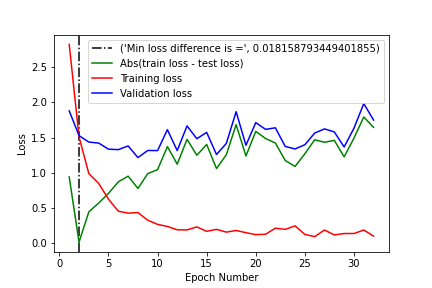 ('Min loss difference is =', 0.018158793449401855)
Abs(train loss - test loss)
Training loss
Validation loss
2.5
2.0
1.5
1.0
0.5
0.0
Loss
0
5
10
15
20
25
30
Epoch Number